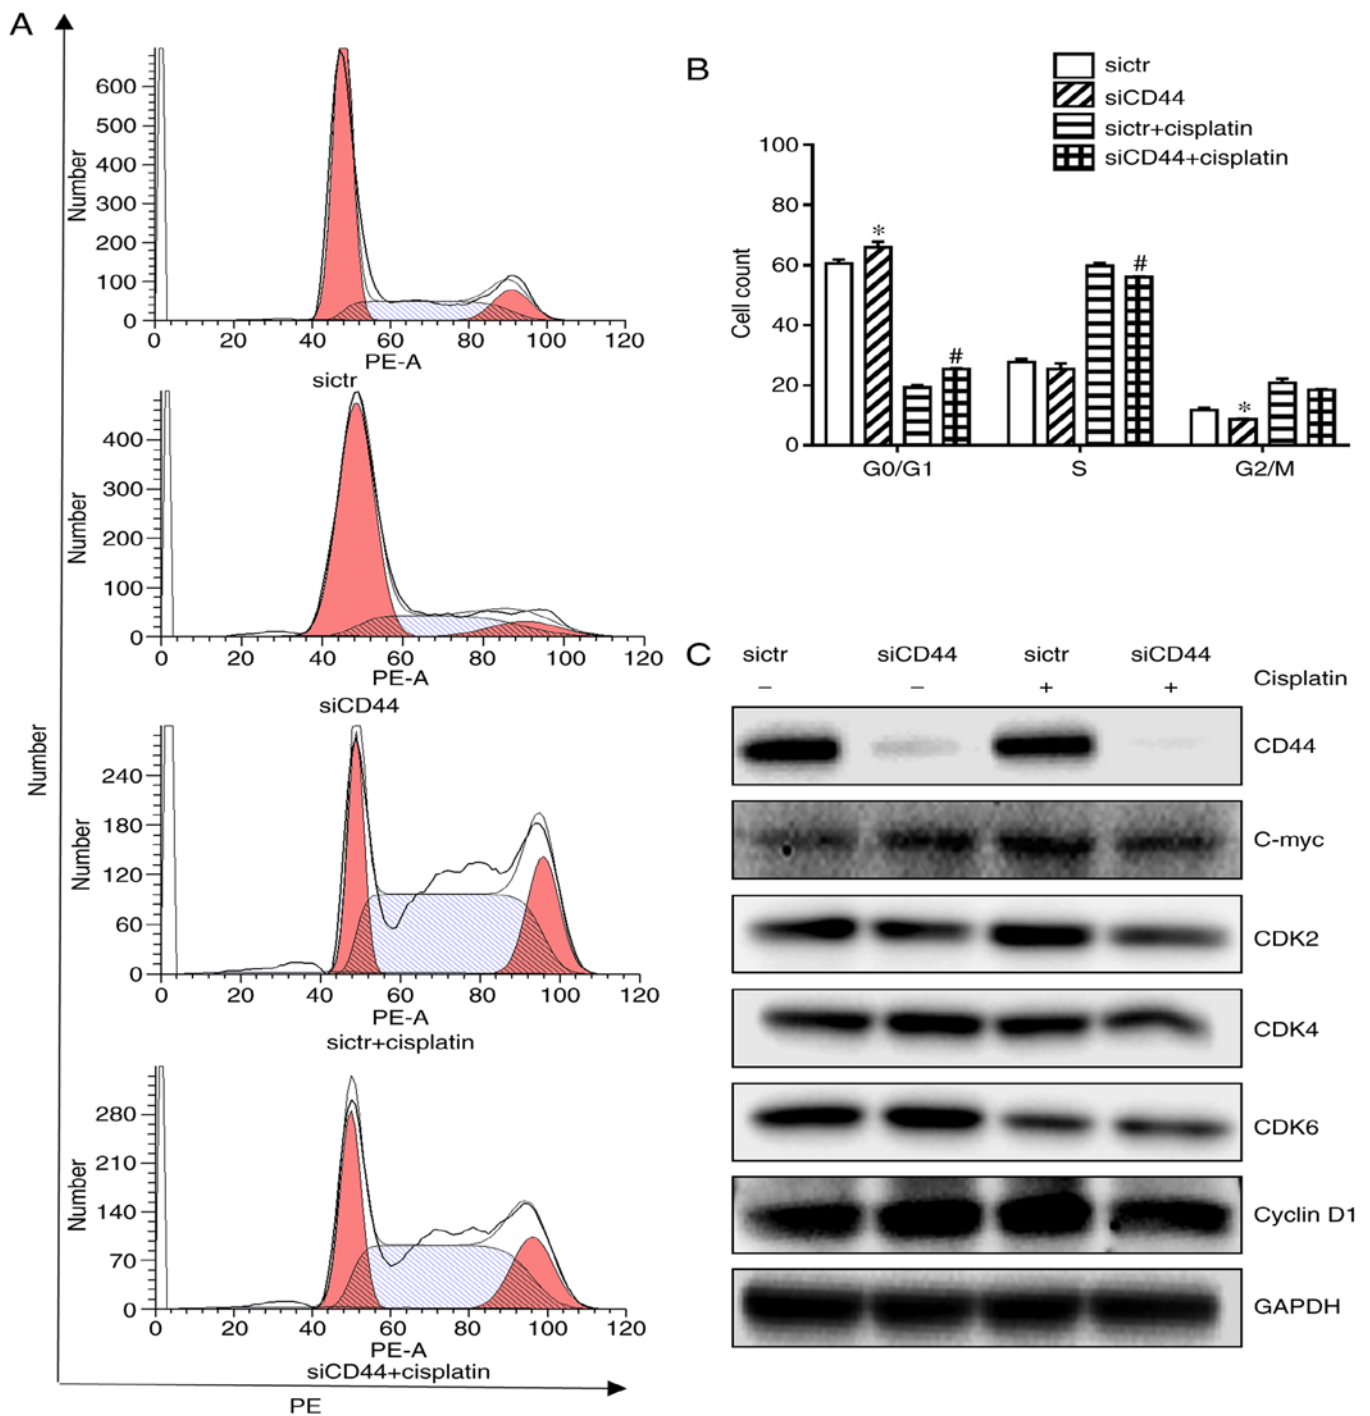 A
Number
600
500
400
300
200
100
0
0 20 40 60 80 100 120
PE-A
sictr
Number
400
300
200
100
0
0 20 40 60 80 100 120
PE-A
siCD44
Number
240
180
120
60
0
0 20 40 60 80 100 120
PE-A
sictr+cisplatin
Number
280
210
140
70
0
0 20 40 60 80 100 120
PE-A
siCD44+cisplatin
Number
PE
B
sictr
siCD44
sictr+cisplatin
siCD44+cisplatin
Cell count
100
80
60
40
20
0
* # # *
G0/G1 S G2/M
C
sictr siCD44 sictr siCD44
− − + + Cisplatin
CD44
C-myc
CDK2
CDK4
CDK6
Cyclin D1
GAPDH